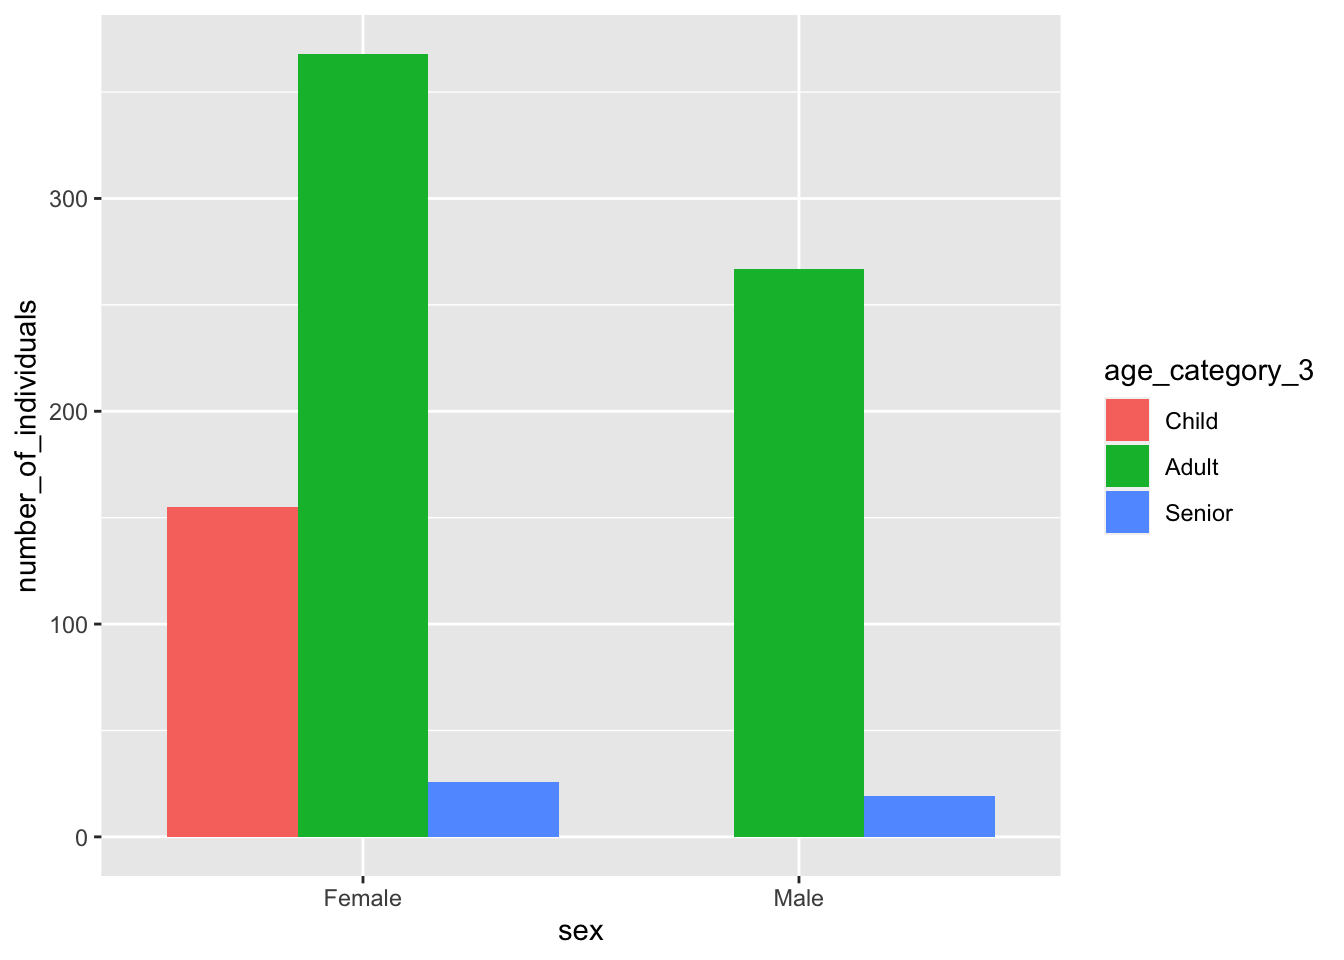 number_of_individuals
300
200
100
0
Female
Male
sex
age_category_3
Child
Adult
Senior